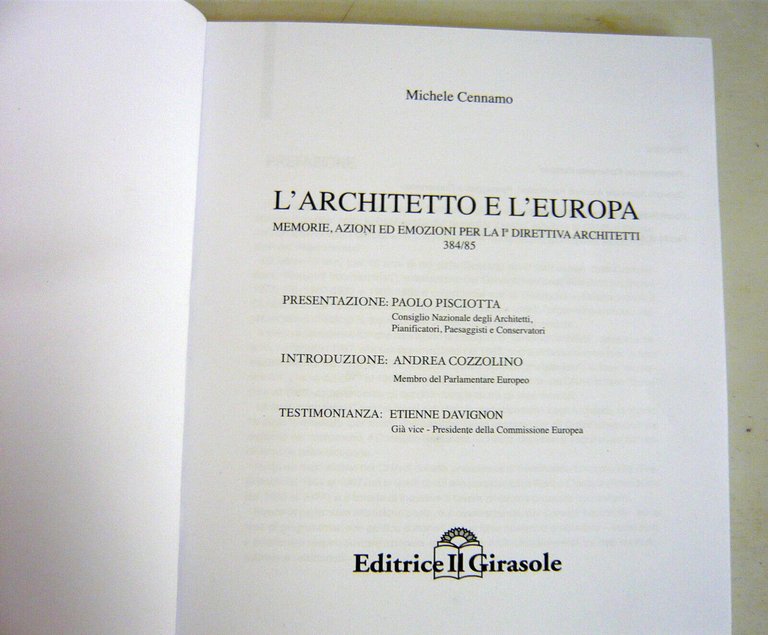 Michele Cennamo
L'ARCHITETTO E L'EUROPA
MEMORIE, AZIONI ED EMOZIONI PER LA Iª DIRETTIVA ARCHITETTI
384/85
PRESENTAZIONE: PAOLO PISCIOTTA
Consiglio Nazionale degli Architetti,
Pianificatori, Paesaggisti e Conservatori
INTRODUZIONE: ANDREA COZZOLINO
Membro del Parlamentare Europeo
TESTIMONIANZA: ETIENNE DAVIGNON
Già vice - Presidente della Commissione Europea
Editrice Il Girasole